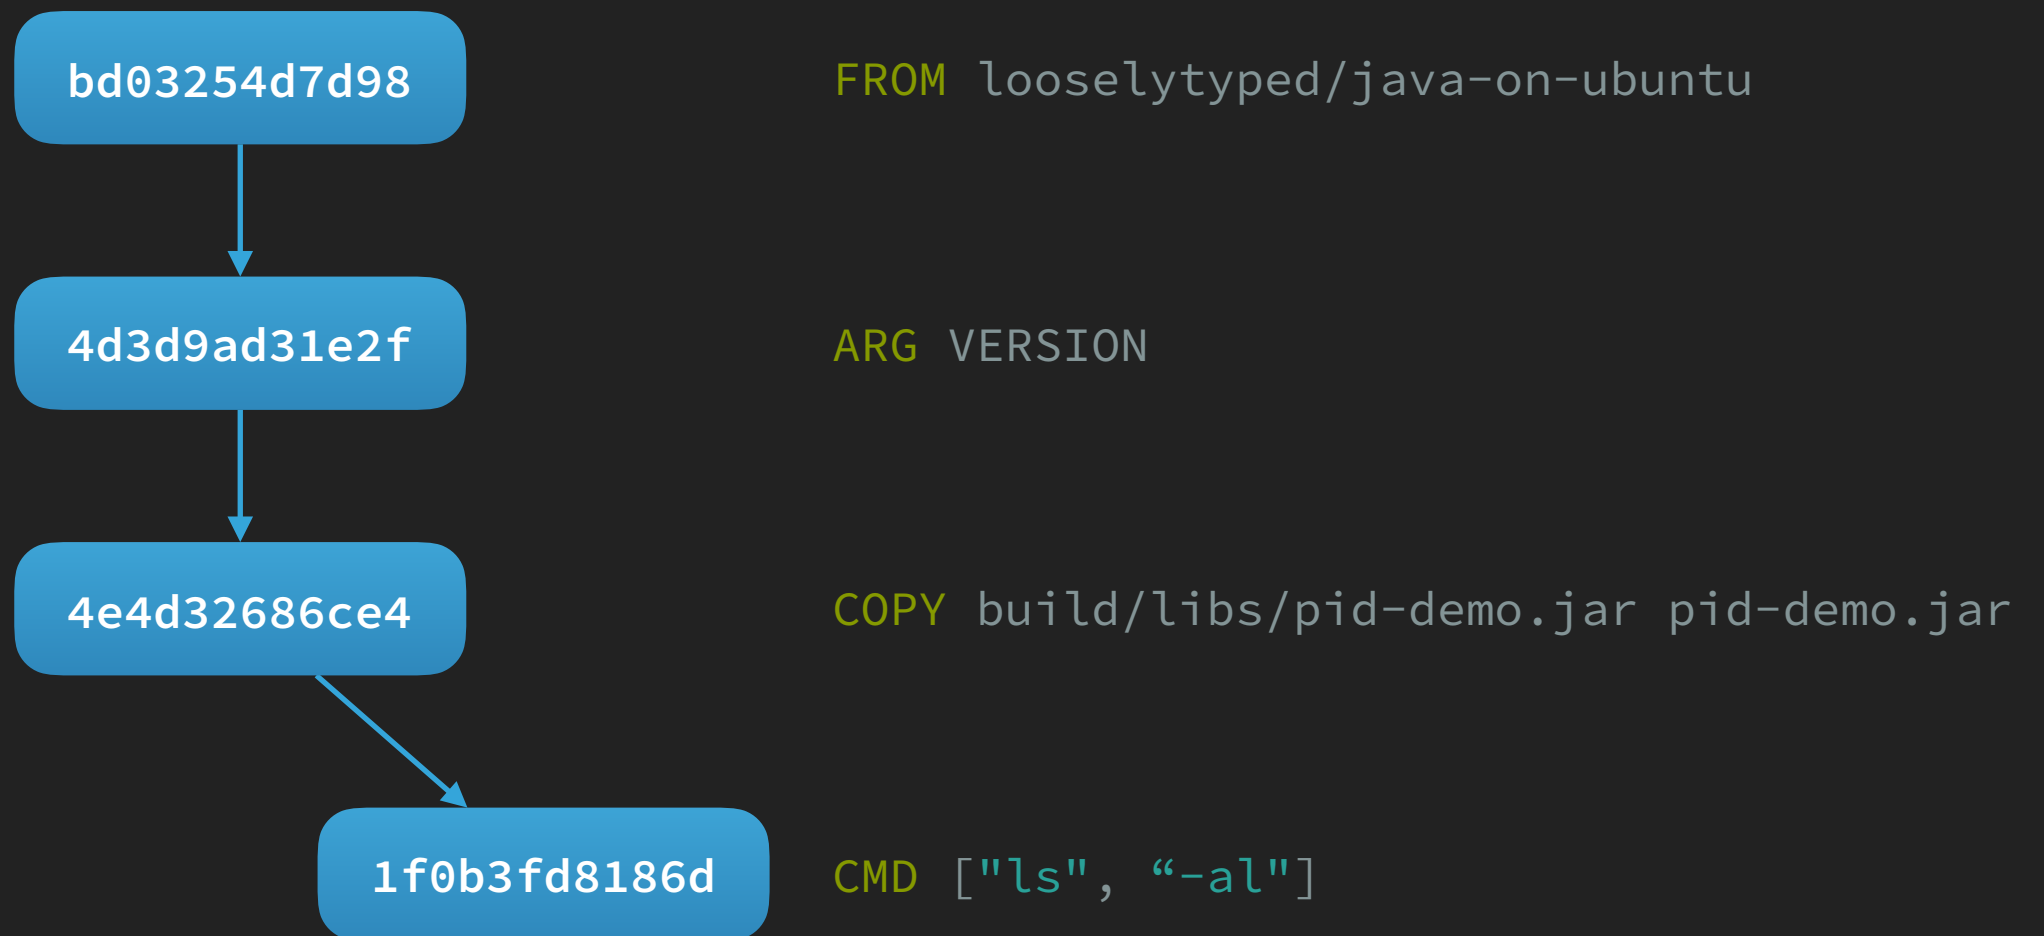 bd03254d7d98 FROM looselytyped/java-on-ubuntu
4d3d9ad31e2f ARG VERSION
4e4d32686ce4 COPY build/libs/pid-demo.jar pid-demo.jar
1f0b3fd8186d CMD ["ls", “-al"]